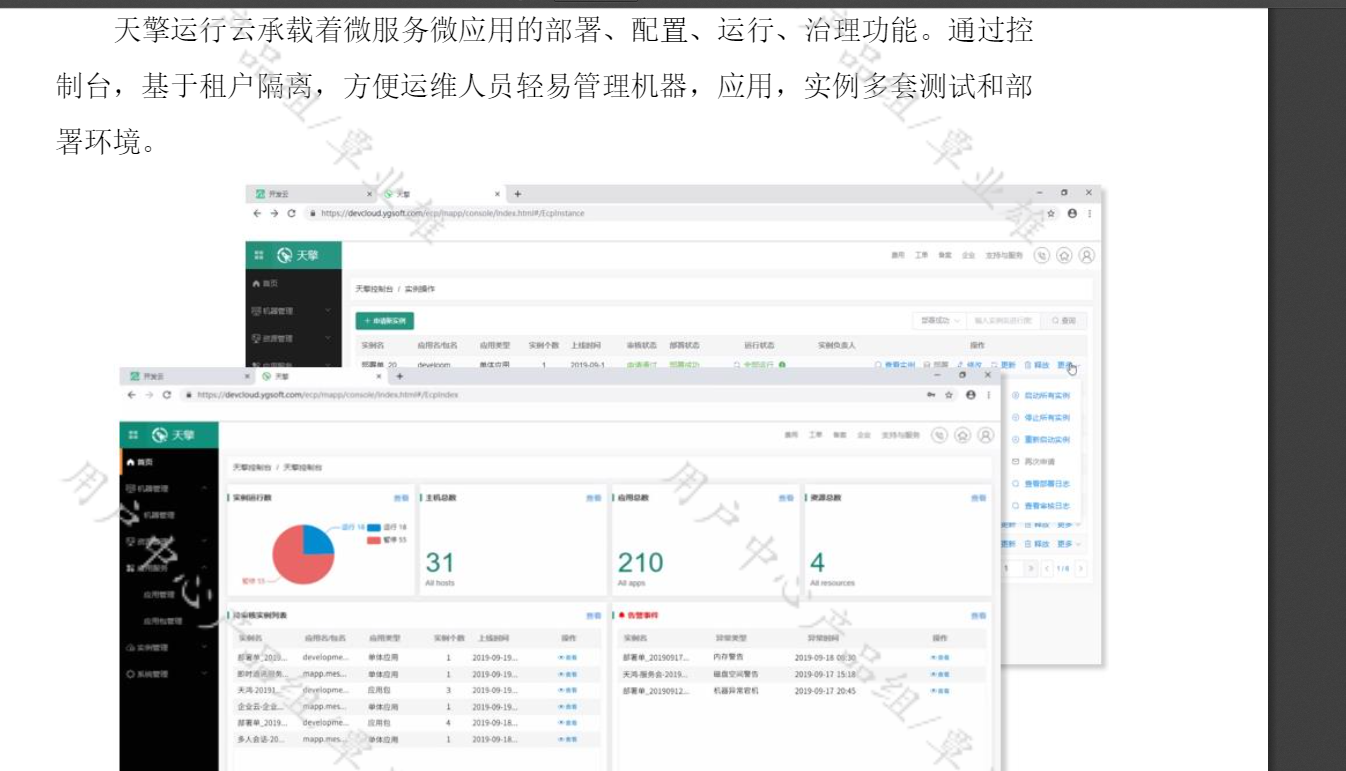 天擎运行云承载着微服务微应用的部署、配置、运行、治理功能。通过控
制台，基于租户隔离，方便运维人员轻易管理机器，应用，实例多套测试和部
署环境。
开发云
天擎
https://devcloud.ygsoft.com/ecp/mapp/console/index.html#/EcpInstance
天擎
费用 工单 备案 企业 支持与服务
首页
天擎控制台 / 实例操作
机器管理
+ 申请新实例
部署成功
查询
资源管理
实例名 应用名/包名 应用类型 实例个数 上线时间 审核状态 部署状态 运行状态 实例负责人 操作
部署单_20 developm 单体应用 1 2019-09-1 申请通过 部署成功 全部运行 查看实例 部署 修改 更新 释放 更多
启动所有实例
停止所有实例
重新启动实例
再次申请
查看部署日志
查看审核日志
更新 释放 更多
更新 释放 更多
1 1/8
开发云
天擎
https://devcloud.ygsoft.com/ecp/mapp/console/index.html#/EcpIndex
天擎
费用 工单 备案 企业 支持与服务
首页
天擎控制台 / 天擎控制台
机器管理
机器管理
资源管理
应用服务
应用管理
应用包管理
实例管理
系统管理
实例运行数 查看
运行 18
运行 18
暂停 55
暂停 55
主机总数 查看
31
All hosts
应用总数 查看
210
All apps
资源总数 查看
4
All resources
待审核实例列表 查看
实例名 应用名/包名 应用类型 实例个数 上线时间 操作
部署单_2019... developme... 单体应用 1 2019-09-19... 查看
即时通讯服务... mapp.mes... 单体应用 1 2019-09-19... 查看
天鸿-20191... developme... 应用包 3 2019-09-19... 查看
企业云-企业... mapp.mes... 单体应用 1 2019-09-19... 查看
部署单_2019... developme... 应用包 4 2019-09-18... 查看
多人会话-20... mapp.mes... 单体应用 1 2019-09-18... 查看
告警事件 查看
实例名 异常类型 异常时间 操作
部署单_20190917... 内存警告 2019-09-18 08:30 查看
天鸿-服务会-2019... 磁盘空间警告 2019-09-17 15:18 查看
部署单_20190912... 机器异常宕机 2019-09-17 20:45 查看
用户中心产品组/覃业雄